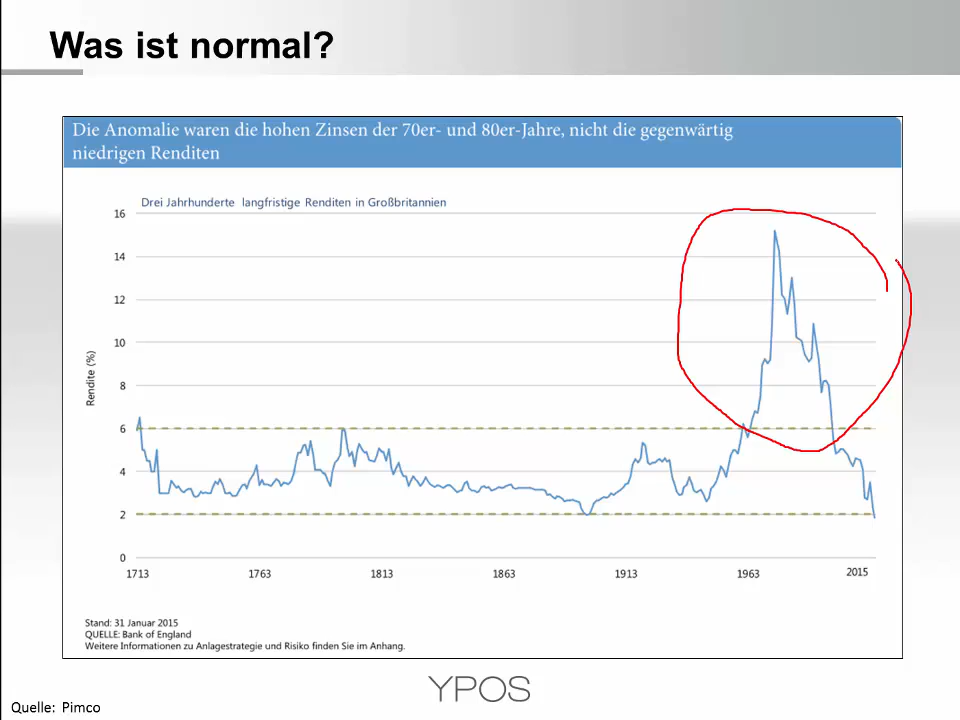 Was ist normal?
Die Anomalie waren die hohen Zinsen der 70er- und 80er-Jahre, nicht die gegenwärtig
niedrigen Renditen
Drei Jahrhunderte langfristige Renditen in Großbritannien
16
14
12
10
8
6
4
2
0
Rendite (%)
1713 1763 1813 1863 1913 1963 2015
Stand: 31 Januar 2015
QUELLE: Bank of England
Weitere Informationen zu Anlagestrategie und Risiko finden Sie im Anhang.
YPOS
Quelle: Pimco